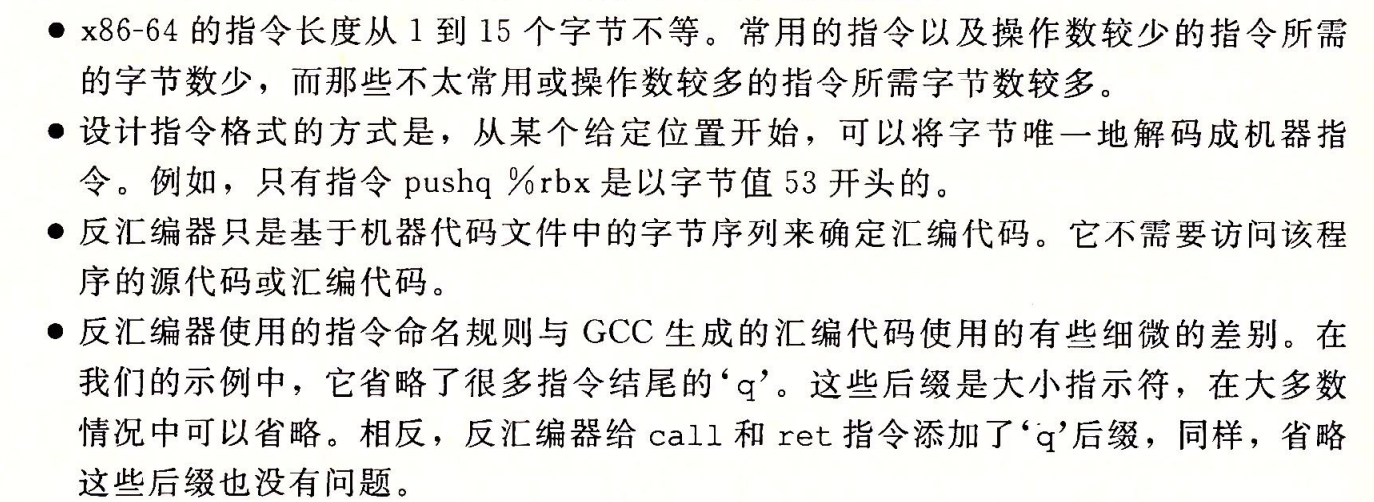 ● x86-64 的指令长度从 1 到 15 个字节不等。常用的指令以及操作数较少的指令所需
的字节数少，而那些不太常用或操作数较多的指令所需字节数较多。
● 设计指令格式的方式是，从某个给定位置开始，可以将字节唯一地解码成机器指
令。例如，只有指令 pushq %rbx 是以字节值 53 开头的。
● 反汇编器只是基于机器代码文件中的字节序列来确定汇编代码。它不需要访问该程
序的源代码或汇编代码。
● 反汇编器使用的指令命名规则与 GCC 生成的汇编代码使用的有些细微的差别。在
我们的示例中，它省略了很多指令结尾的‘q’。这些后缀是大小指示符，在大多数
情况中可以省略。相反，反汇编器给 call 和 ret 指令添加了‘q’后缀，同样，省略
这些后缀也没有问题。